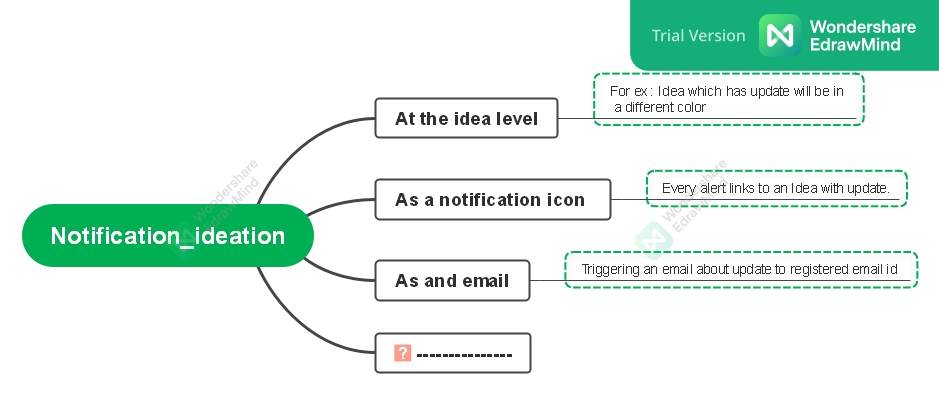 Trial Version
Wondershare
EdrawMind
For ex : Idea which has update will be in
a different color
At the idea level
Every alert links to an Idea with update.
As a notification icon
Wondershare
EdrawMind
Wondershare
EdrawMind
Notification_ideation
Triggering an email about update to registered email id
As and email
? ---------------